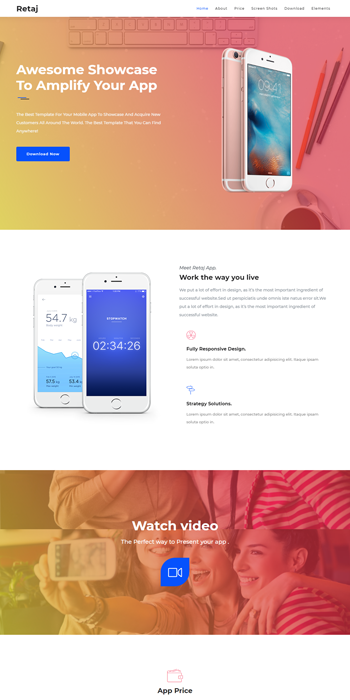 Retaj
Home About Price Screen Shots Download Elements
Awesome Showcase
To Amplify Your App
The Best Template For Your Mobile App To Showcase And Acquire New
Customers All Around The World. The Best Template That You Can Find
Anywhere!
Download Now
Meet Retaj App.
Work the way you live
We put a lot of effort in design, as it's the most important ingredient of
successful website.Sed ut perspiciatis unde omnis iste natus error sit.We
put a lot of effort in design, as it's the most important ingredient of
successful website.
54.7 kg
STOPWATCH
02:34:26
57.5 kg 53.4
Fully Responsive Design.
Lorem ipsum dolor sit amet, consectetur adipisicing elit. Itaque ipsam
soluta optio in.
Strategy Solutions.
Lorem ipsum dolor sit amet, consectetur adipisicing elit. Itaque ipsam
soluta optio in.
Watch video
The Perfect way to Present your app .
App Price